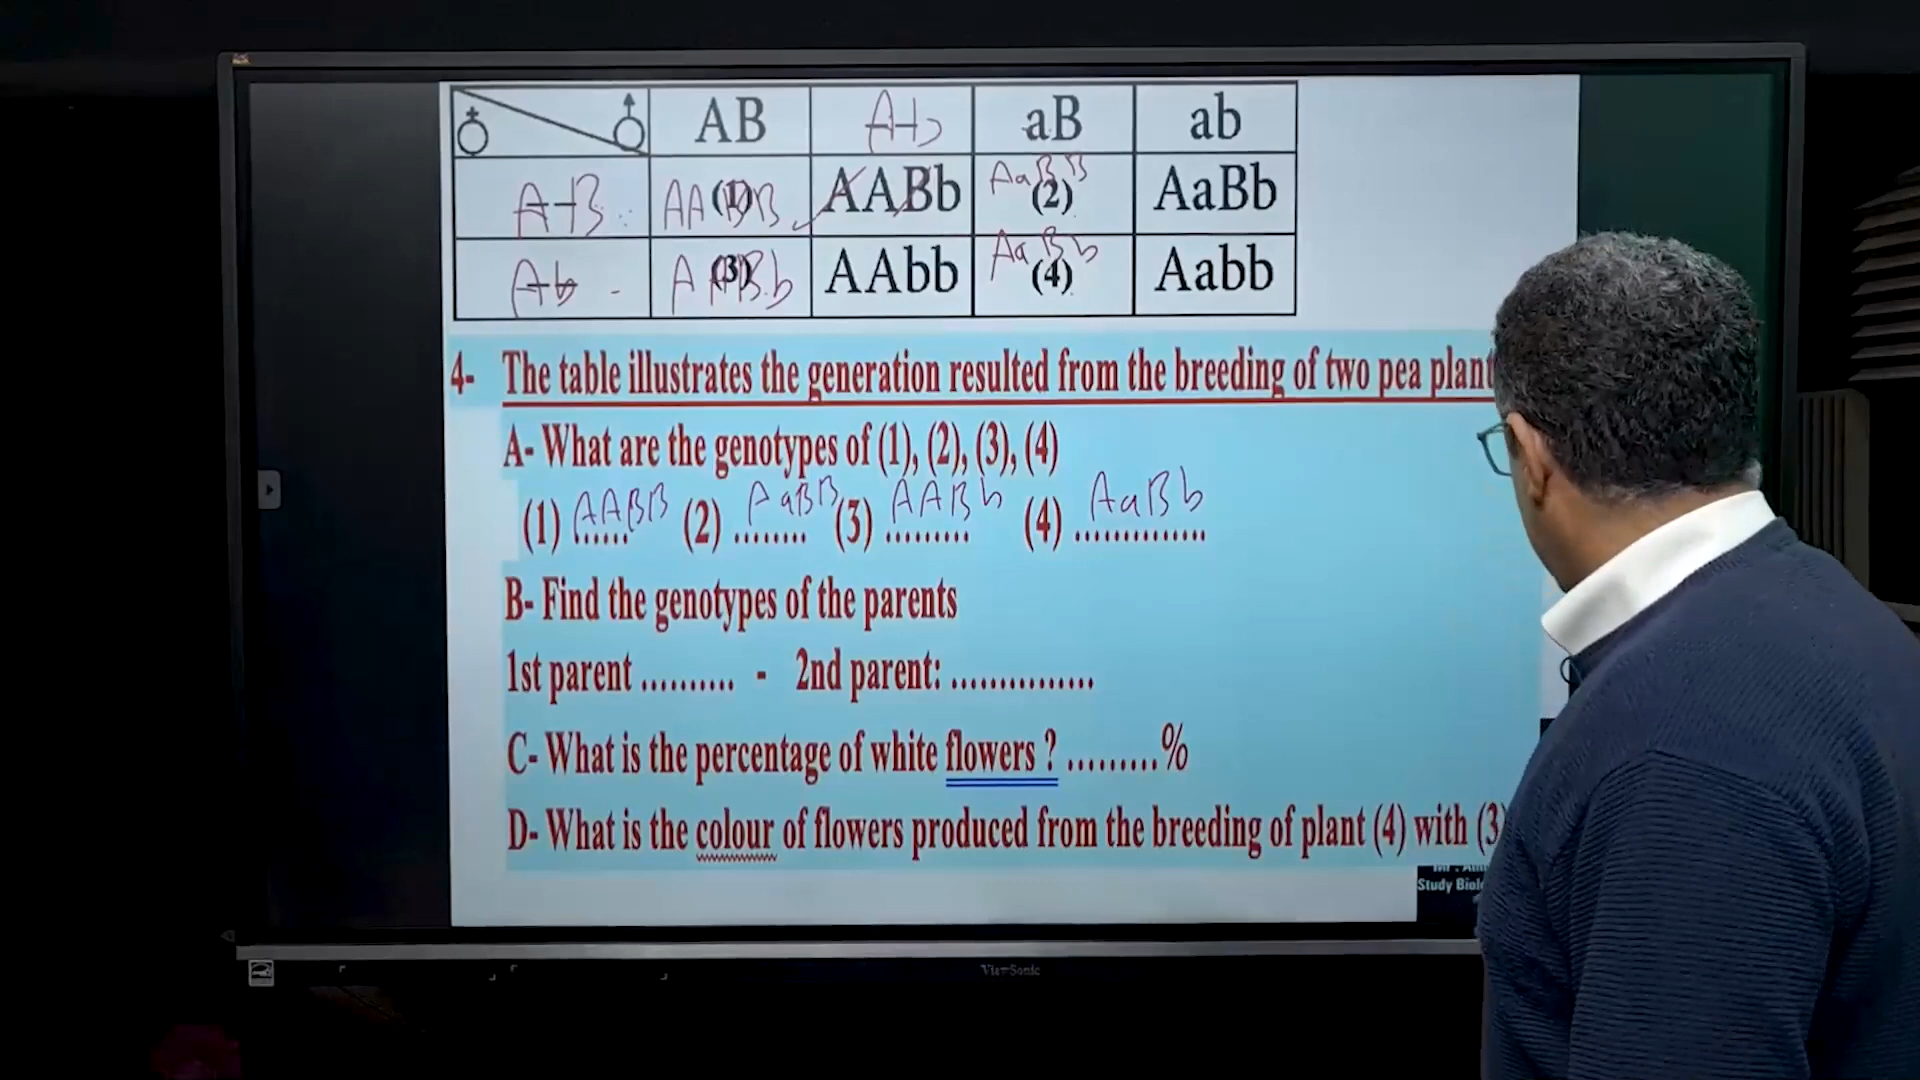 AB Ab aB ab
AB AABB (1) AABb AaBB (2) AaBb
Ab AABb (3) AAbb AaBb (4) Aabb
4- The table illustrates the generation resulted from the breeding of two pea plant
A- What are the genotypes of (1), (2), (3), (4)
(1) AABB (2) AaBB (3) AABb (4) AaBb
B- Find the genotypes of the parents
1st parent .......... - 2nd parent: ...............
C- What is the percentage of white flowers ? .........%
D- What is the colour of flowers produced from the breeding of plant (4) with (3)
Study
ViewSonic